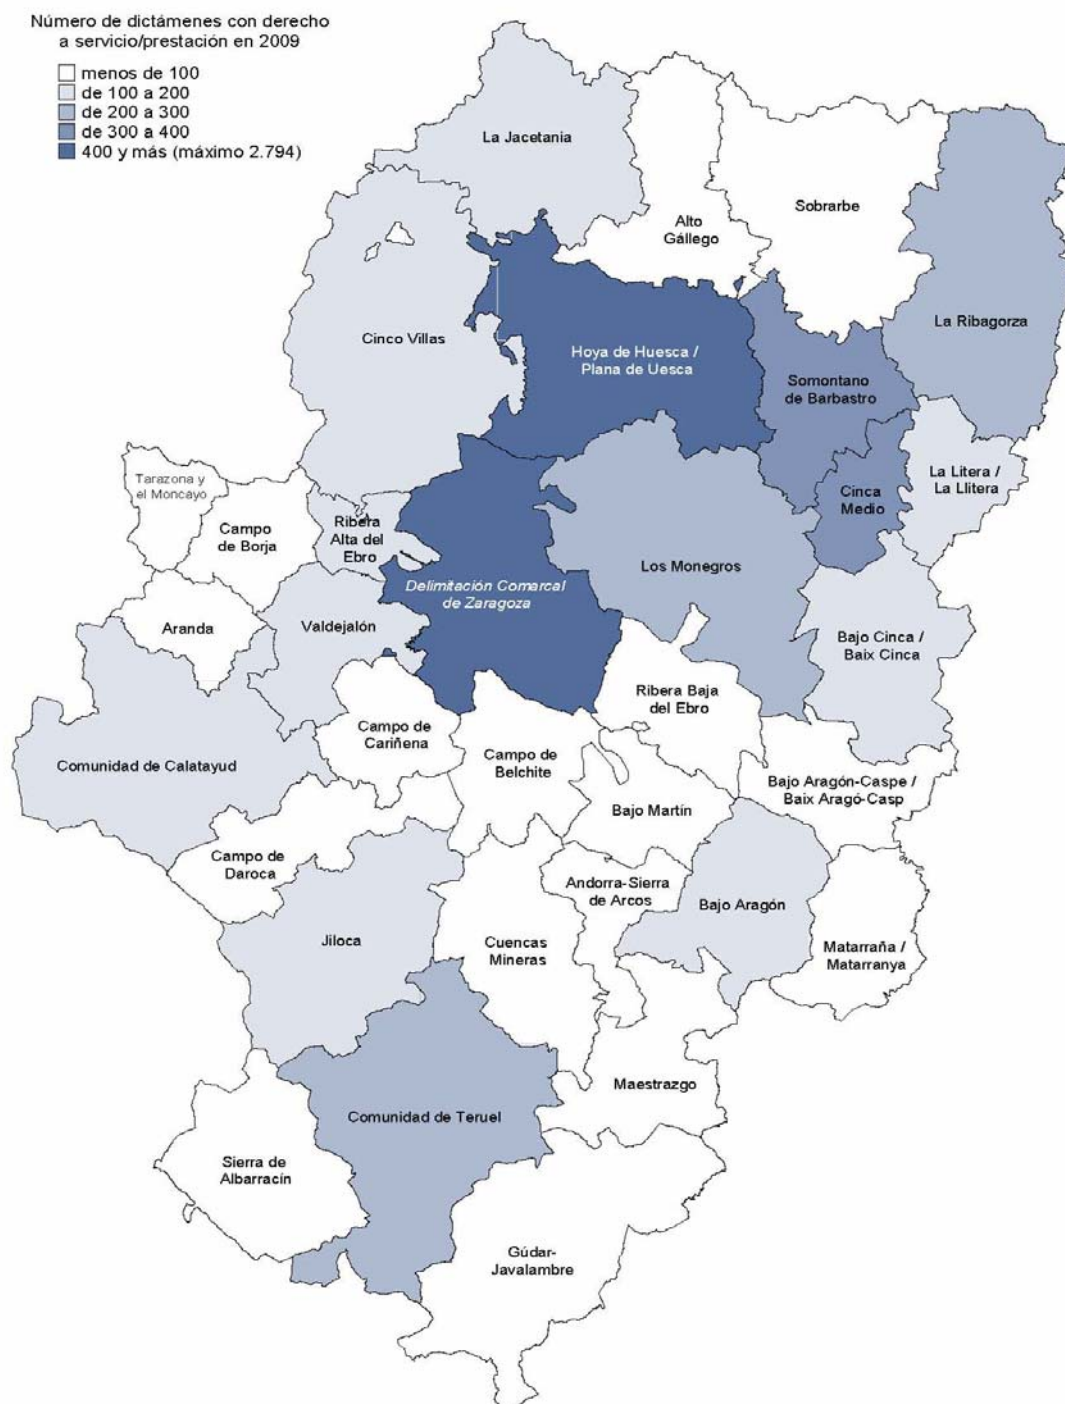 Número de dictámenes con derecho
a servicio/prestación en 2009
menos de 100
de 100 a 200
de 200 a 300
de 300 a 400
400 y más (máximo 2.794)
La Jacetania
Alto
Gállego
Sobrarbe
La Ribagorza
Cinco Villas
Hoya de Huesca /
Plana de Uesca
Somontano
de Barbastro
La Litera /
La Llitera
Cinca
Medio
Tarazona y
el Moncayo
Campo
de Borja
Ribera
Alta del
Ebro
Los Monegros
Delimitación Comarcal
de Zaragoza
Aranda
Valdejalón
Bajo Cinca /
Baix Cinca
Ribera Baja
del Ebro
Campo de
Cariñena
Comunidad de Calatayud
Campo de
Belchite
Bajo Aragón-Caspe /
Baix Aragó-Casp
Bajo Martín
Campo de
Daroca
Andorra-Sierra
de Arcos
Bajo Aragón
Jiloca
Cuencas
Mineras
Matarraña /
Matarranya
Maestrazgo
Comunidad de Teruel
Sierra de
Albarracín
Gúdar-
Javalambre